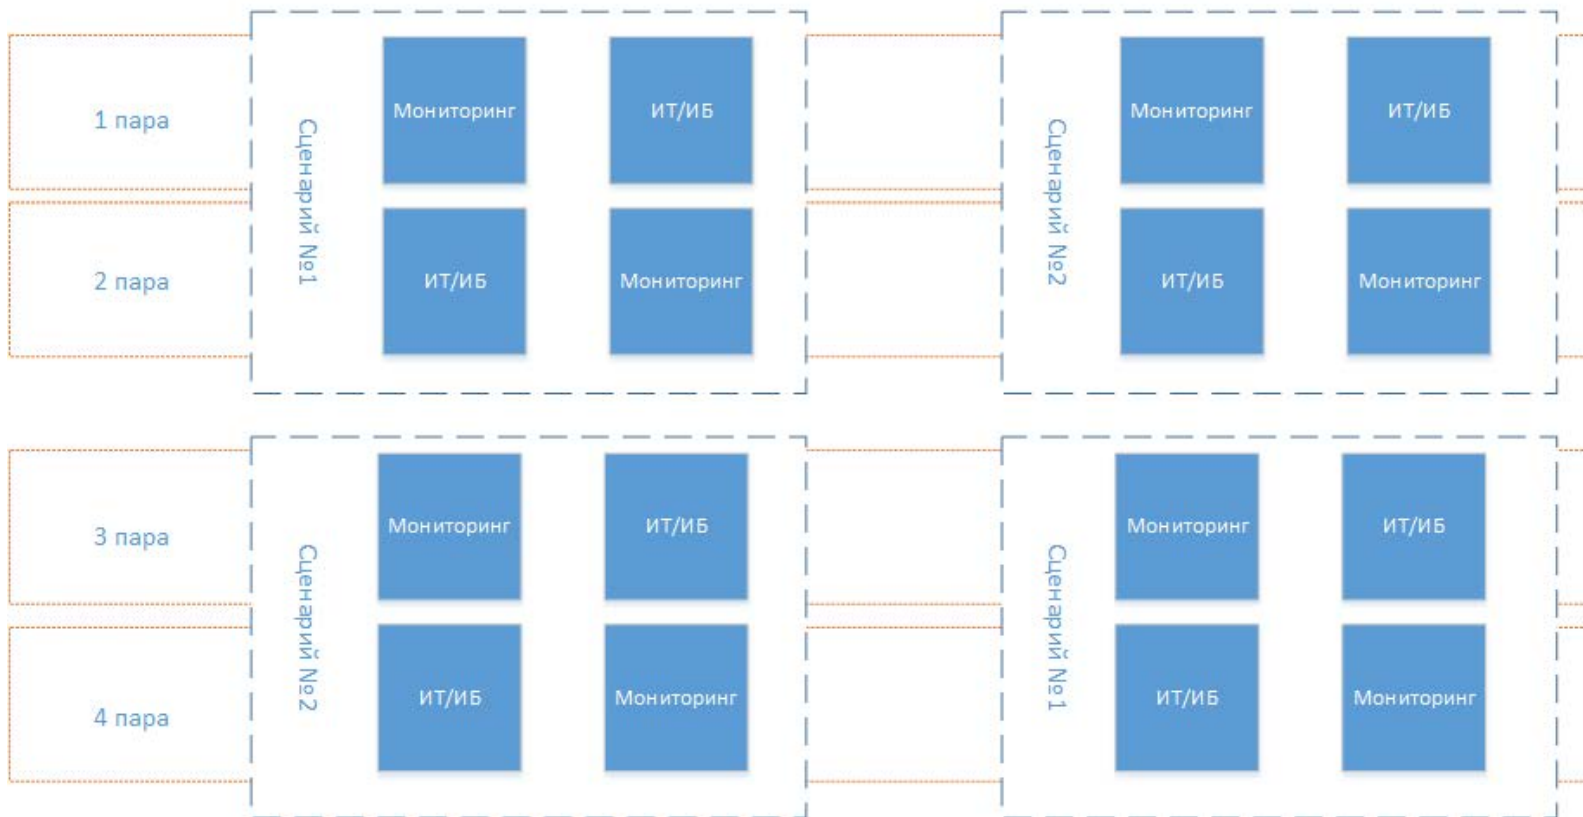 1 пара
Сценарий №1
Мониторинг
ИТ/ИБ
Сценарий №2
Мониторинг
ИТ/ИБ
2 пара
ИТ/ИБ
Мониторинг
ИТ/ИБ
Мониторинг
3 пара
Сценарий №2
Мониторинг
ИТ/ИБ
Сценарий №1
Мониторинг
ИТ/ИБ
4 пара
ИТ/ИБ
Мониторинг
ИТ/ИБ
Мониторинг